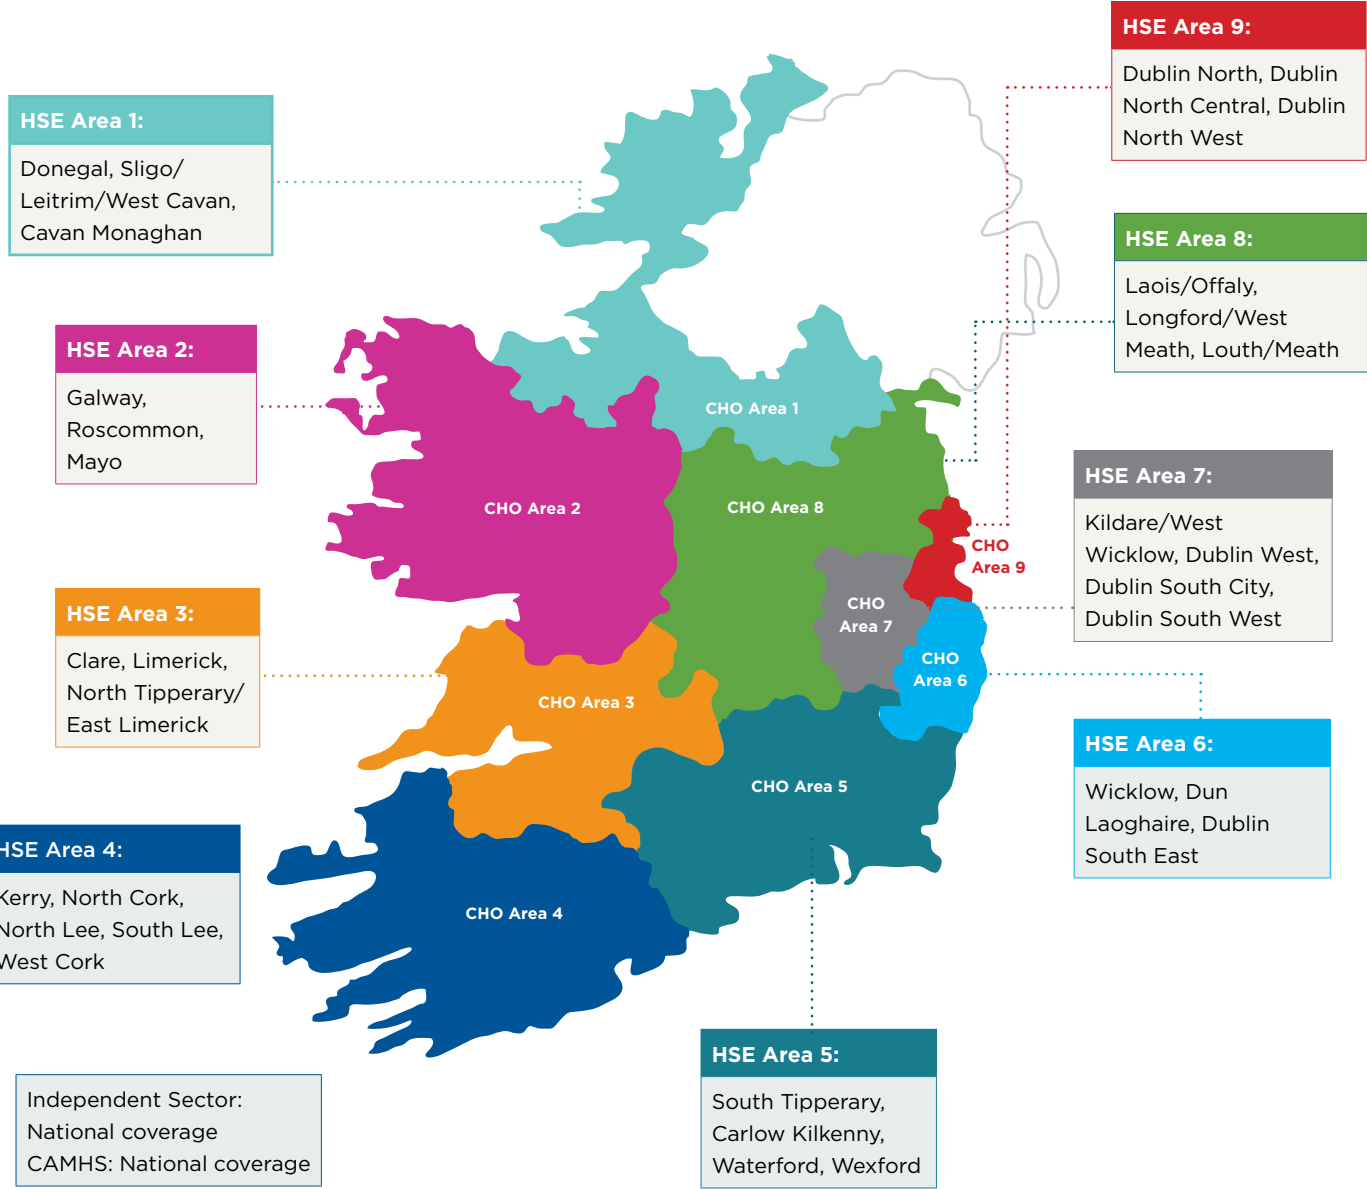 HSE Area 9:
Dublin North, Dublin
North Central, Dublin
North West
HSE Area 1:
Donegal, Sligo/
Leitrim/West Cavan,
Cavan Monaghan
HSE Area 8:
Laois/Offaly,
Longford/West
Meath, Louth/Meath
HSE Area 2:
Galway,
Roscommon,
Mayo
CHO Area 1
CHO Area 2
CHO Area 8
HSE Area 7:
Kildare/West
Wicklow, Dublin West,
Dublin South City,
Dublin South West
CHO
Area 9
CHO
Area 7
HSE Area 3:
Clare, Limerick,
North Tipperary/
East Limerick
CHO
Area 6
CHO Area 3
HSE Area 6:
Wicklow, Dun
Laoghaire, Dublin
South East
CHO Area 5
HSE Area 4:
Kerry, North Cork,
North Lee, South Lee,
West Cork
CHO Area 4
HSE Area 5:
South Tipperary,
Carlow Kilkenny,
Waterford, Wexford
Independent Sector:
National coverage
CAMHS: National coverage